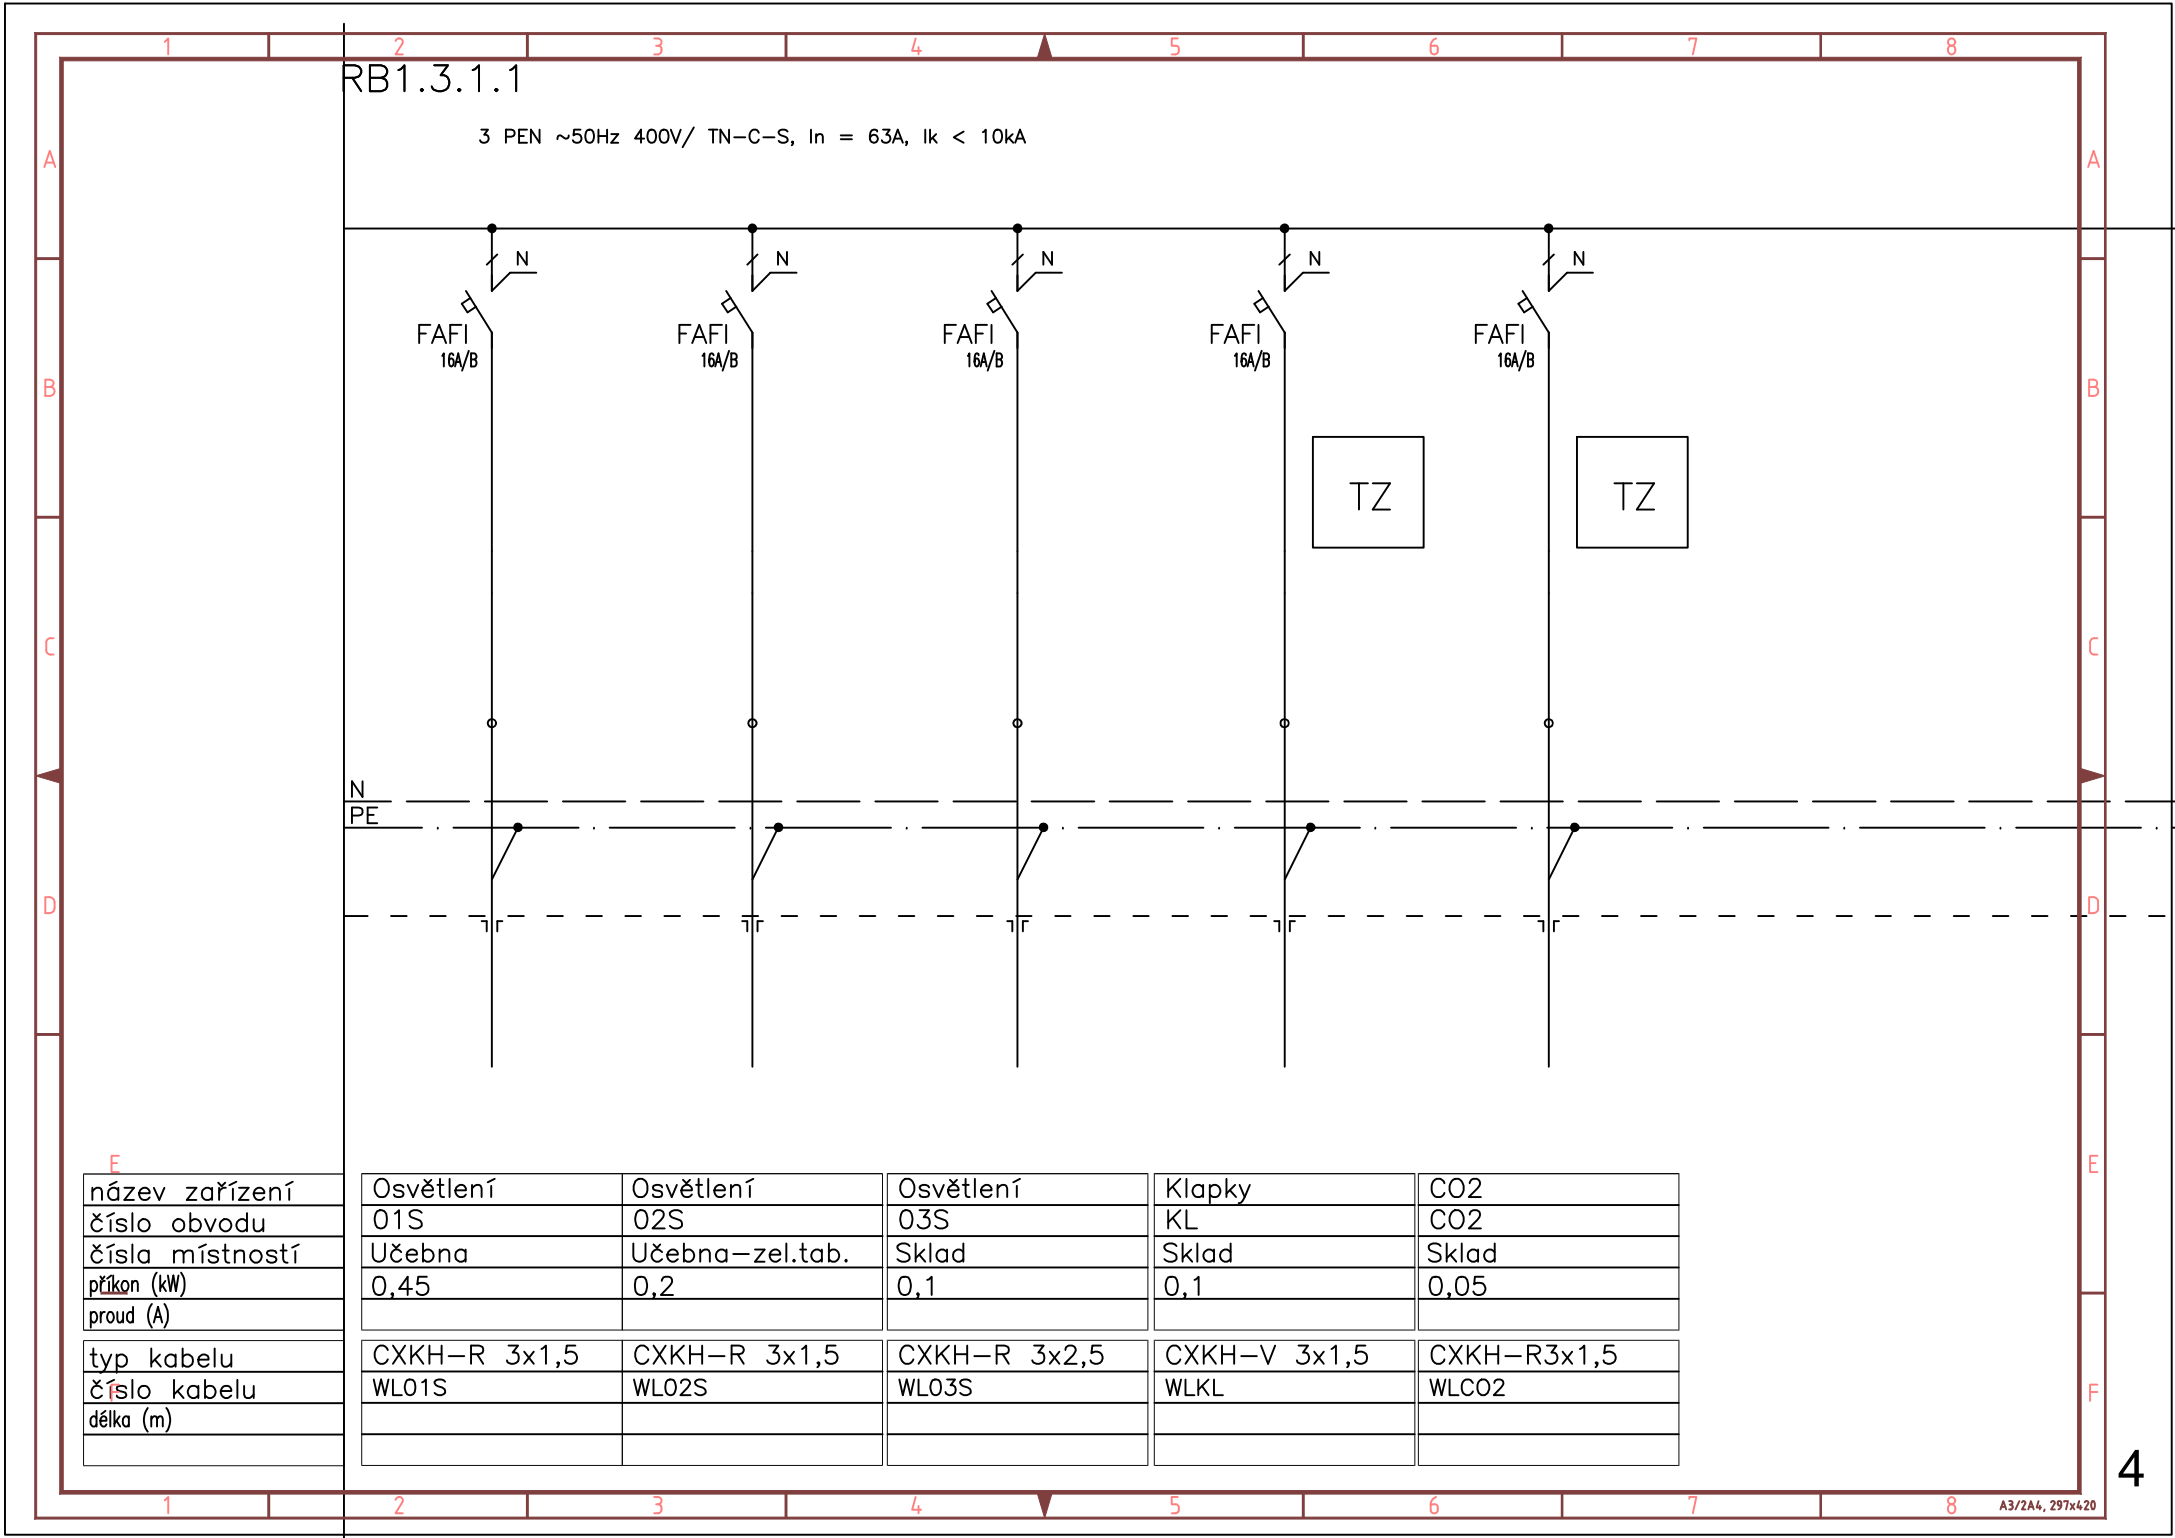 1 2 3 4 5 6 7 8
RB1.3.1.1
3 PEN ~50Hz 400V/ TN-C-S, In = 63A, Ik < 10kA
A A
N N N N N
FAFI FAFI FAFI FAFI FAFI
16A/B 16A/B 16A/B 16A/B 16A/B
B B
TZ TZ
C C
N
PE
D D
E E
název zařízení Osvětlení Osvětlení Osvětlení Klapky CO2
číslo obvodu 01S 02S 03S KL CO2
čísla místností Učebna Učebna-zel.tab. Sklad Sklad Sklad
příkon (kW) 0,45 0,2 0,1 0,1 0,05
proud (A)
typ kabelu CXKH-R 3x1,5 CXKH-R 3x1,5 CXKH-R 3x2,5 CXKH-V 3x1,5 CXKH-R3x1,5
číslo kabelu WL01S WL02S WL03S WLKL WLCO2
F F
délka (m)
4
1 2 3 4 5 6 7 8 A3/2A4, 297x420